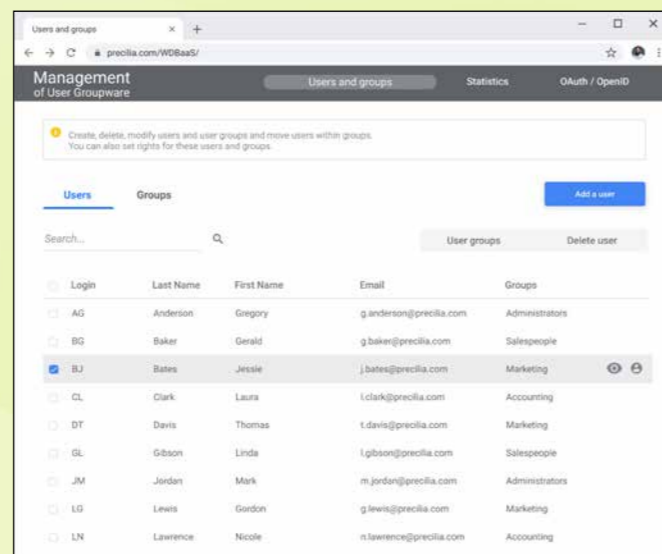 Users and groups
precilia.com/WDBaaS/
Management
of User Groupware
Users and groups Statistics OAuth / OpenID
Create, delete, modify users and user groups and move users within groups.
You can also set rights for these users and groups.
Users Groups Add a user
Search... User groups Delete user
Login Last Name First Name Email Groups
AG Anderson Gregory g.anderson@precilia.com Administrators
BG Baker Gerald g.baker@precilia.com Salespeople
BJ Bates Jessie j.bates@precilia.com Marketing
CL Clark Laura l.clark@precilia.com Accounting
DT Davis Thomas t.davis@precilia.com Marketing
GL Gibson Linda l.gibson@precilia.com Salespeople
JM Jordan Mark m.jordan@precilia.com Administrators
LG Lewis Gordon g.lewis@precilia.com Marketing
LN Lawrence Nicole n.lawrence@precilia.com Accounting